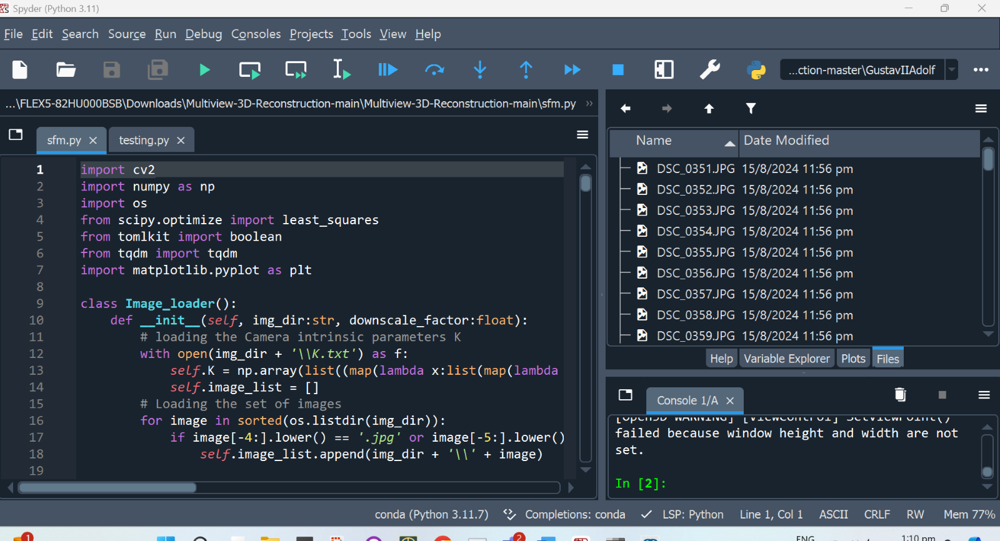 Spyder (Python 3.11)
File Edit Search Source Run Debug Consoles Projects Tools View Help
...ction-master\GustavIIAdolf
...\FLEX5-82HU000BSB\Downloads\Multiview-3D-Reconstruction-main\Multiview-3D-Reconstruction-main\sfm.py
sfm.py testing.py
1 import cv2
2 import numpy as np
3 import os
4 from scipy.optimize import least_squares
5 from tomlkit import boolean
6 from tqdm import tqdm
7 import matplotlib.pyplot as plt
8
9 class Image_loader():
10 def __init__(self, img_dir:str, downscale_factor:float):
11 # loading the Camera intrinsic parameters K
12 with open(img_dir + '\\K.txt') as f:
13 self.K = np.array(list((map(lambda x:list(map(lambda
14 self.image_list = []
15 # Loading the set of images
16 for image in sorted(os.listdir(img_dir)):
17 if image[-4:].lower() == '.jpg' or image[-5:].lower()
18 self.image_list.append(img_dir + '\\' + image)
19
Name Date Modified
DSC_0351.JPG 15/8/2024 11:56 pm
DSC_0352.JPG 15/8/2024 11:56 pm
DSC_0353.JPG 15/8/2024 11:56 pm
DSC_0354.JPG 15/8/2024 11:56 pm
DSC_0355.JPG 15/8/2024 11:56 pm
DSC_0356.JPG 15/8/2024 11:56 pm
DSC_0357.JPG 15/8/2024 11:56 pm
DSC_0358.JPG 15/8/2024 11:56 pm
DSC_0359.JPG 15/8/2024 11:56 pm
Help Variable Explorer Plots Files
Console 1/A
[Open3D WARNING] [ViewControl] SetViewPoint()
failed because window height and width are not
set.
In [2]:
conda (Python 3.11.7) Completions: conda LSP: Python Line 1, Col 1 ASCII CRLF RW Mem 77%
1 2 ENG 1:10 pm